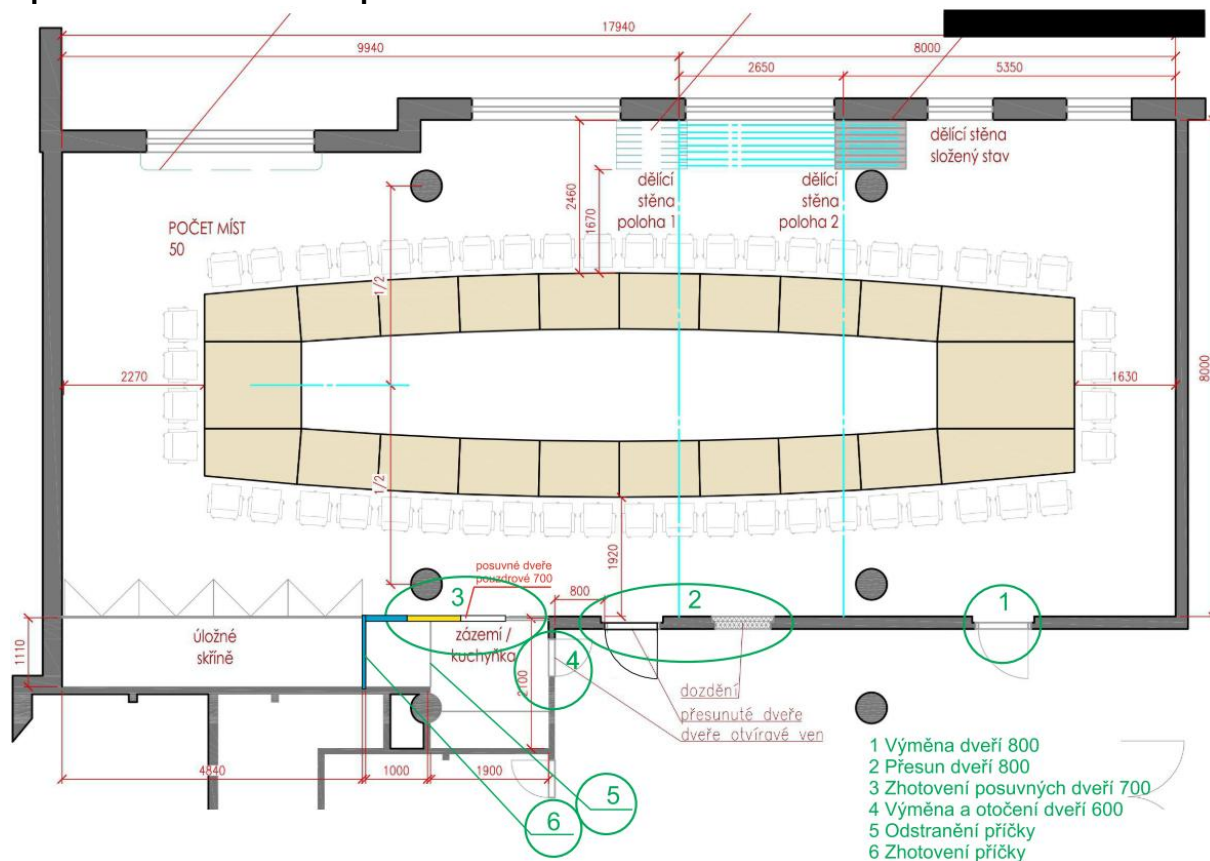 17940
9940
8000
2650
5350
dělící stěna
složený stav
dělící
stěna
poloha 1
dělící
stěna
poloha 2
2460
1670
POČET MÍST
50
1/2
2270
1630
8000
1/2
1920
posuvné dveře
pouzdrové 700
800
3
2
1
úložné
skříně
zázemí /
kuchyňka
4
1110
2100
dozdění
přesunuté dveře
dveře otvíravé ven
4840
1000
1900
5
6
1 Výměna dveří 800
2 Přesun dveří 800
3 Zhotovení posuvných dveří 700
4 Výměna a otočení dveří 600
5 Odstranění příčky
6 Zhotovení příčky